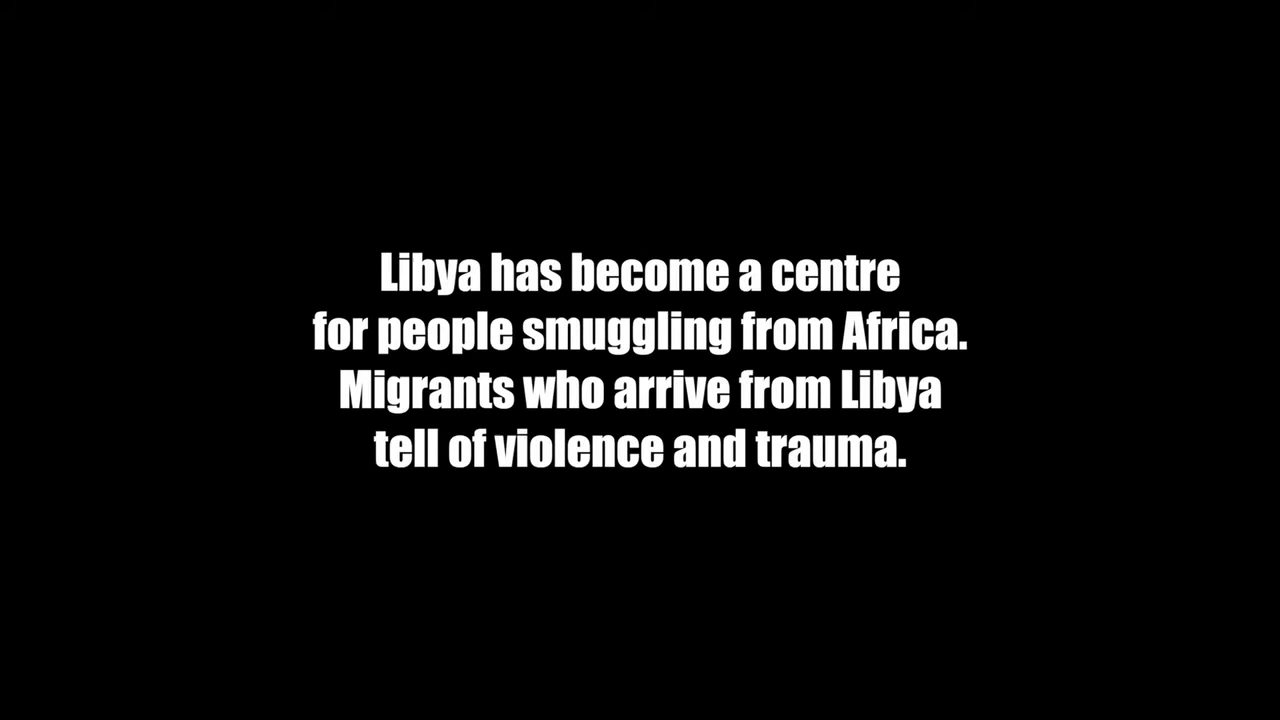 Libya has become a centre
for people smuggling from Africa.
Migrants who arrive from Libya
tell of violence and trauma.